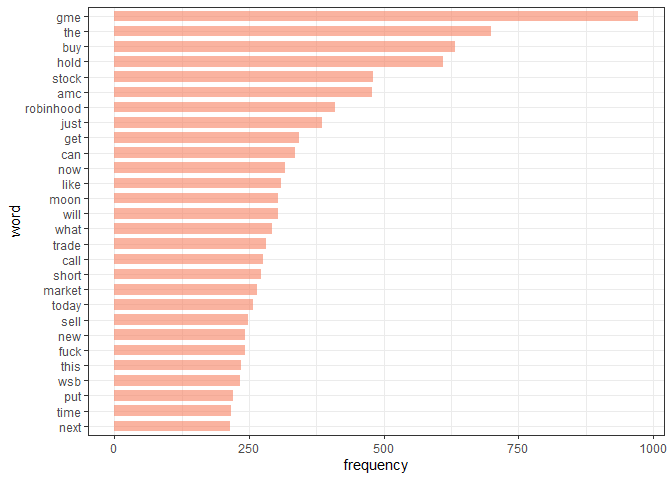 gme
the
buy
hold
stock
amc
robinhood
just
get
can
now
like
moon
will
what
trade
call
short
market
today
sell
new
fuck
this
wsb
put
time
next
word
0 250 500 750 1000
frequency